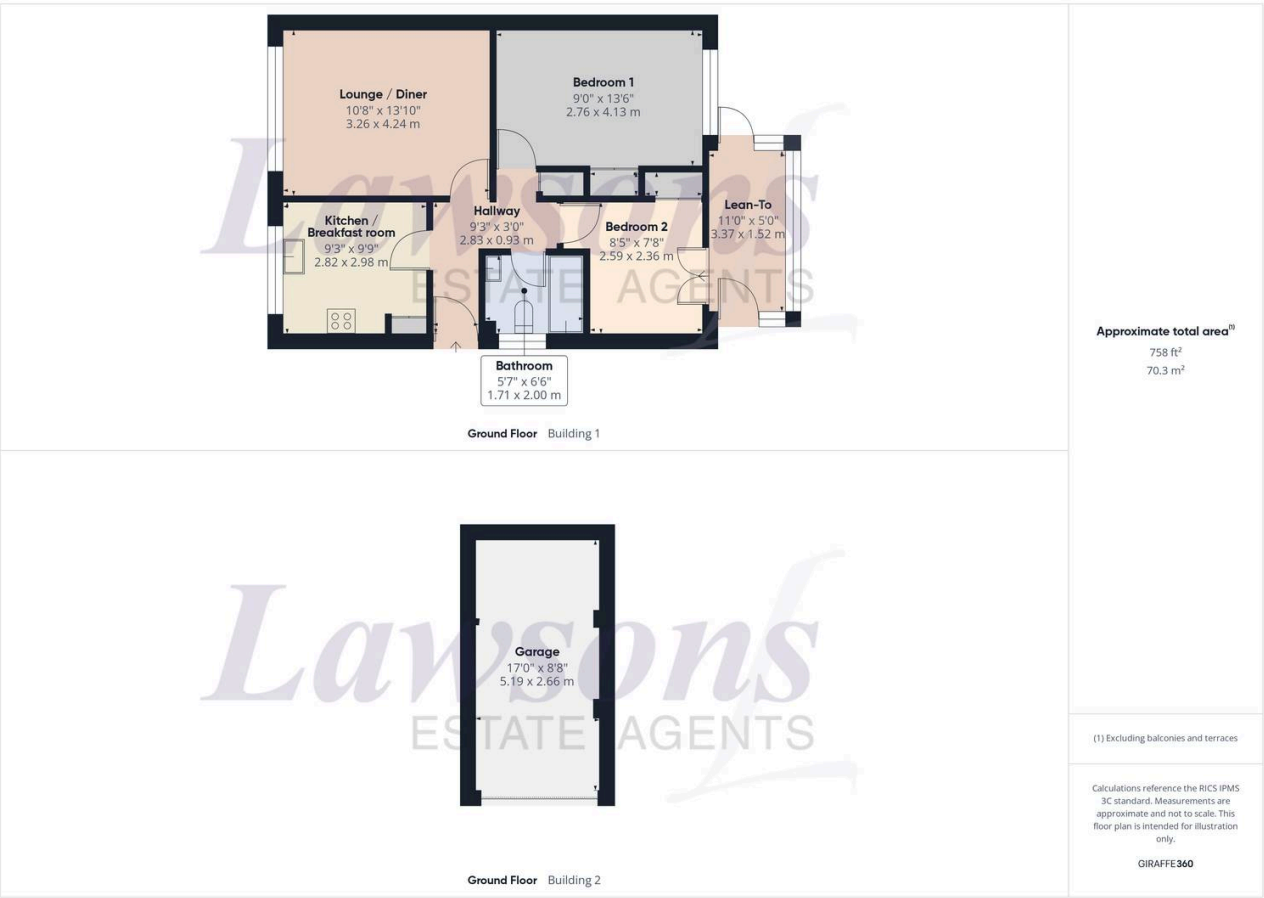 Lounge / Diner
10'8" x 13'10"
3.26 x 4.24 m
Bedroom 1
9'0" x 13'6"
2.76 x 4.13 m
Kitchen /
Breakfast room
9'3" x 9'9"
2.82 x 2.98 m
Hallway
9'3" x 3'0"
2.83 x 0.93 m
Bedroom 2
8'5" x 7'8"
2.59 x 2.36 m
Lean-To
11'0" x 5'0"
3.37 x 1.52 m
Bathroom
5'7" x 6'6"
1.71 x 2.00 m
Lawsons
ESTATE AGENTS
Ground Floor Building 1
Garage
17'0" x 8'8"
5.19 x 2.66 m
Lawsons
ESTATE AGENTS
Ground Floor Building 2
Approximate total area(1)
758 ft²
70.3 m²
(1) Excluding balconies and terraces
Calculations reference the RICS IPMS
3C standard. Measurements are
approximate and not to scale. This
floor plan is intended for illustration
only.
GIRAFFE360